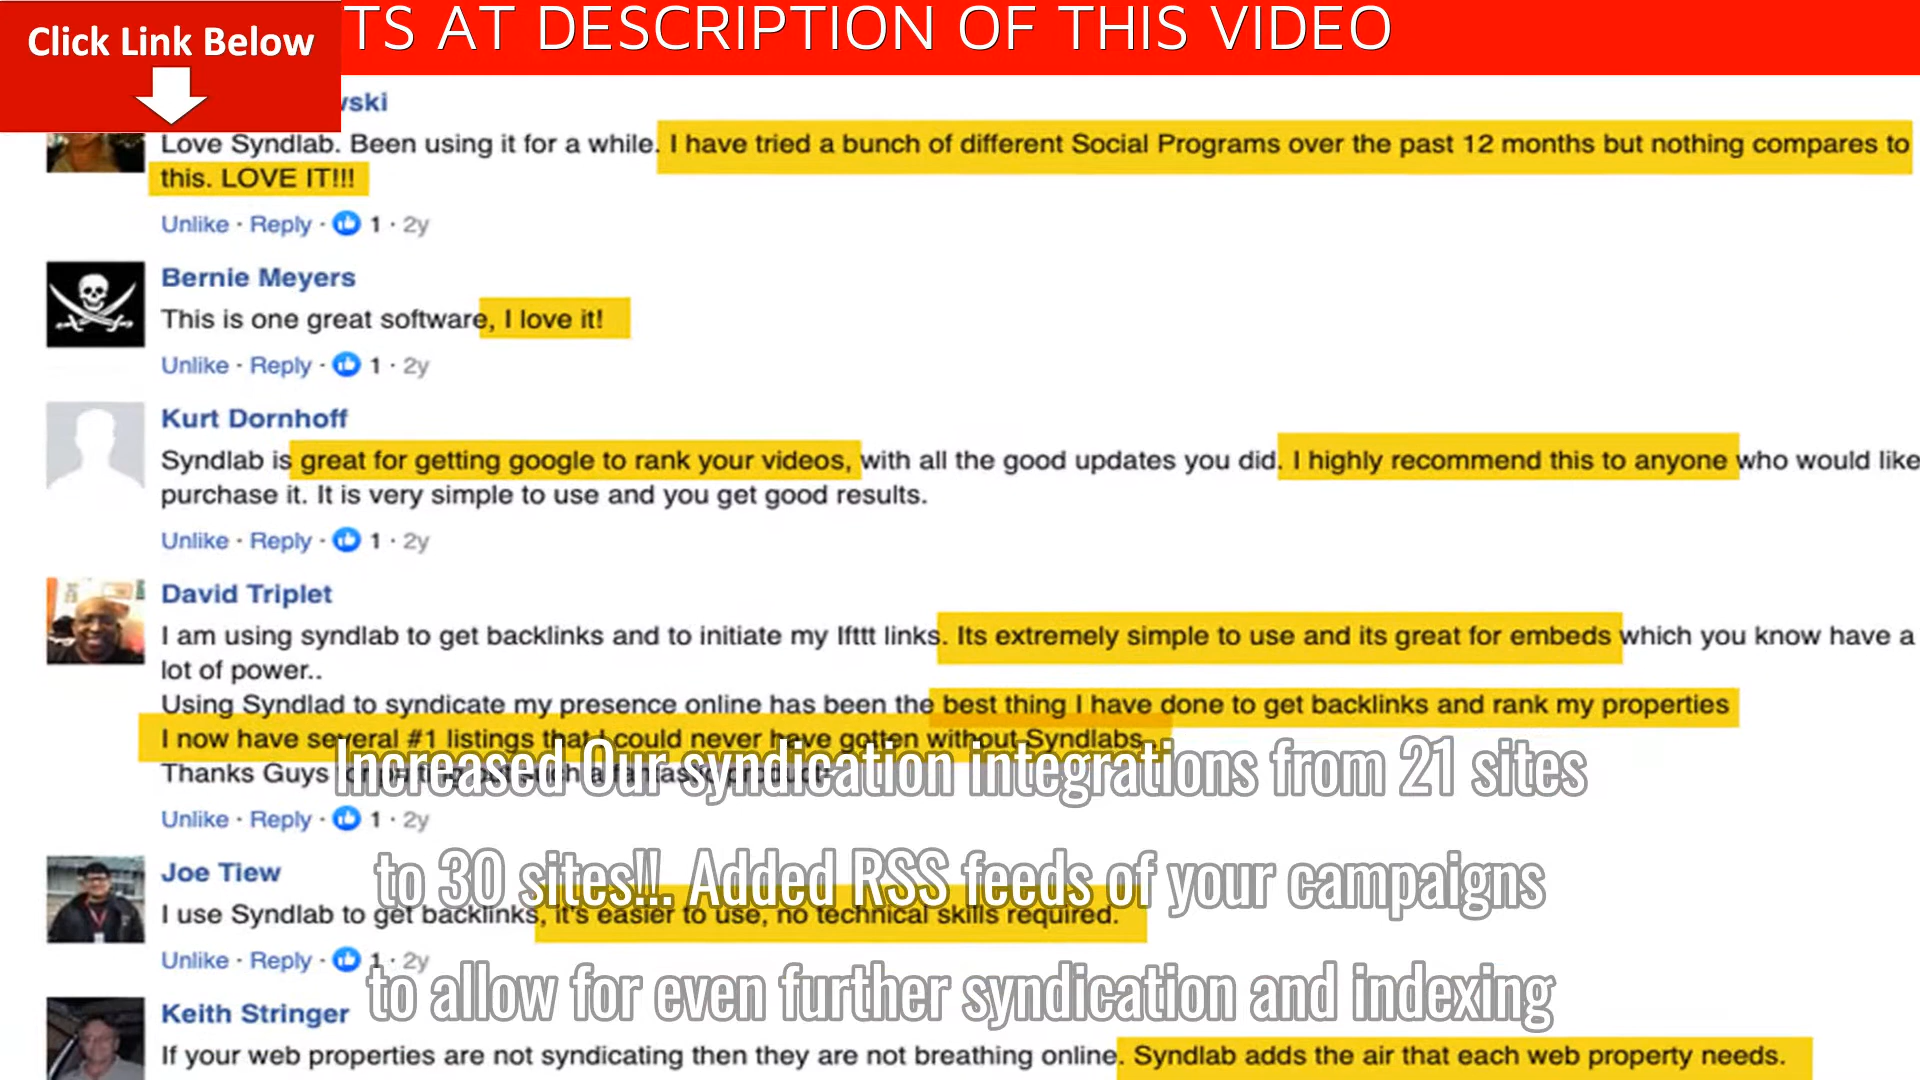 Click Link Below
TS AT DESCRIPTION OF THIS VIDEO
wski
Love Syndlab. Been using it for a while. I have tried a bunch of different Social Programs over the past 12 months but nothing compares to
this. LOVE IT!!!
Unlike · Reply · 1 · 2y
Bernie Meyers
This is one great software, I love it!
Unlike · Reply · 1 · 2y
Kurt Dornhoff
Syndlab is great for getting google to rank your videos, with all the good updates you did. I highly recommend this to anyone who would like
purchase it. It is very simple to use and you get good results.
Unlike · Reply · 1 · 2y
David Triplet
I am using syndlab to get backlinks and to initiate my Ifttt links. Its extremely simple to use and its great for embeds which you know have a
lot of power..
Using Syndlad to syndicate my presence online has been the best thing I have done to get backlinks and rank my properties
I now have several #1 listings that I could never have gotten without Syndlabs
Thanks Guys for putting out such a fantastic product
Increased Our syndication integrations from 21 sites
Unlike · Reply · 1 · 2y
Joe Tiew
to 30 sites!!. Added RSS feeds of your campaigns
I use Syndlab to get backlinks, it's easier to use, no technical skills required.
Unlike · Reply · 1 · 2y
to allow for even further syndication and indexing
Keith Stringer
If your web properties are not syndicating then they are not breathing online. Syndlab adds the air that each web property needs.